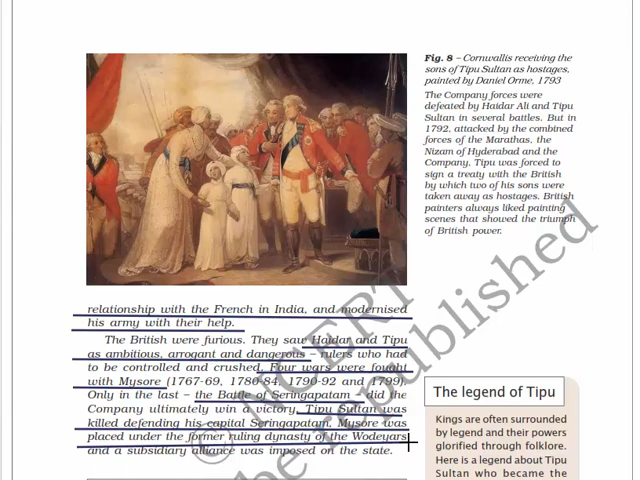 Fig. 8 – Cornwallis receiving the
sons of Tipu Sultan as hostages,
painted by Daniel Orme, 1793
The Company forces were
defeated by Haidar Ali and Tipu
Sultan in several battles. But in
1792, attacked by the combined
forces of the Marathas, the
Nizam of Hyderabad and the
Company, Tipu was forced to
sign a treaty with the British
by which two of his sons were
taken away as hostages. British
painters always liked painting
scenes that showed the triumph
of British power.
relationship with the French in India, and modernised
his army with their help.
The British were furious. They saw Haidar and Tipu
as ambitious, arrogant and dangerous – rulers who had
to be controlled and crushed. Four wars were fought
with Mysore (1767-69, 1780-84, 1790-92 and 1799).
Only in the last – the Battle of Seringapatam – did the
Company ultimately win a victory. Tipu Sultan was
killed defending his capital Seringapatam. Mysore was
placed under the former ruling dynasty of the Wodeyars
and a subsidiary alliance was imposed on the state.
The legend of Tipu
Kings are often surrounded
by legend and their powers
glorified through folklore.
Here is a legend about Tipu
Sultan who became the
© NCERT
be republished